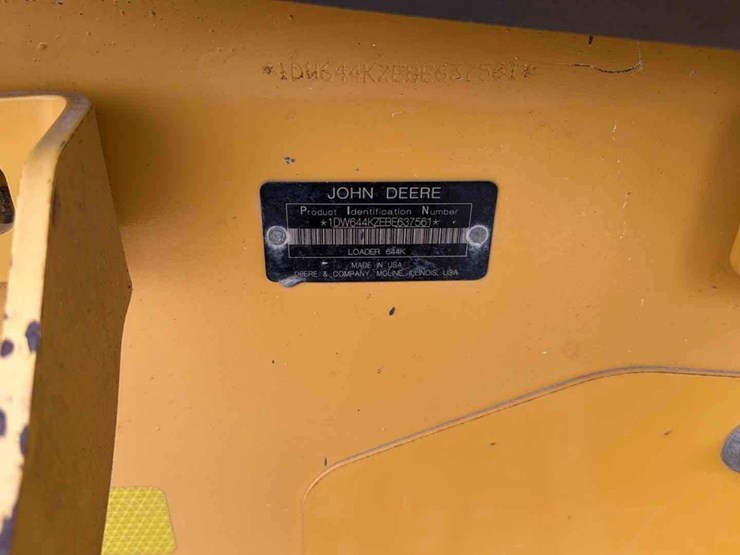 *1DW644KZEBE637561*
JOHN DEERE
Product Identification Number
*1DW644KZEBE637561*
LOADER 644K
MADE IN USA
DEERE & COMPANY, MOLINE, ILLINOIS, USA